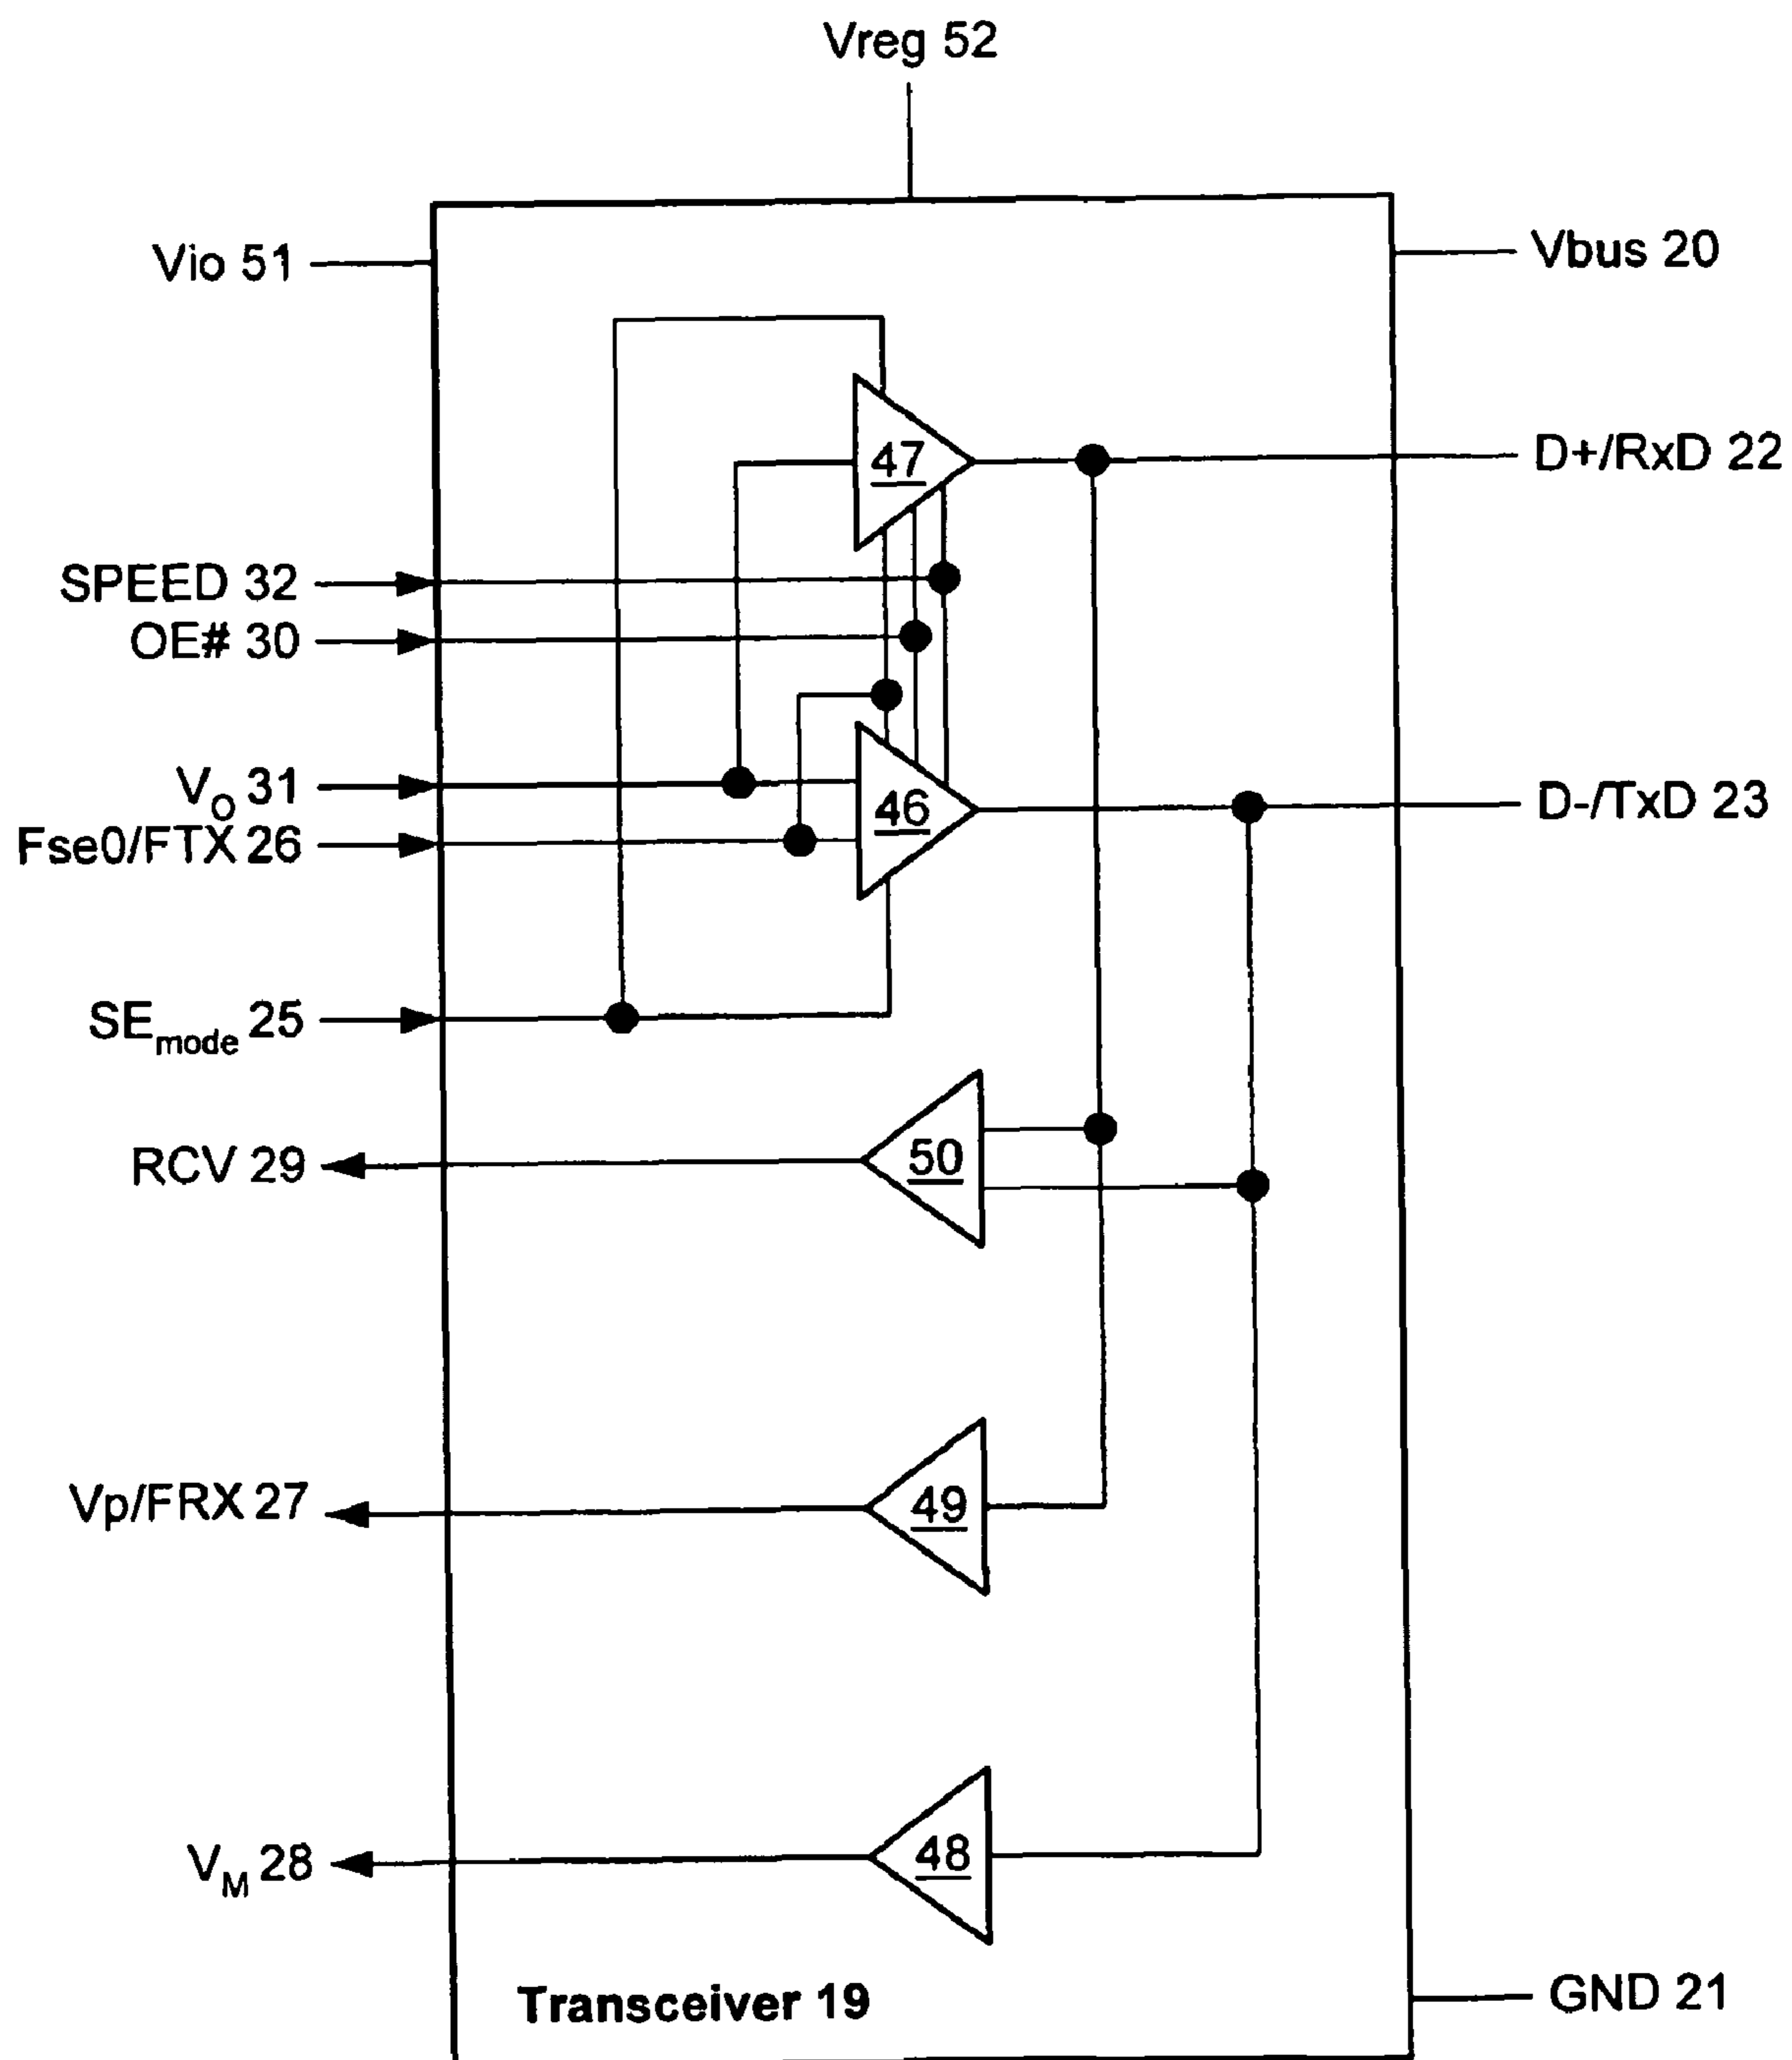 Vreg 52
Vio 51
Vbus 20
47
D+/RxD 22
SPEED 32
OE# 30
VO 31
46
D-/TxD 23
Fse0/FTX 26
SEmode 25
RCV 29
50
Vp/FRX 27
49
VM 28
48
Transceiver 19
GND 21